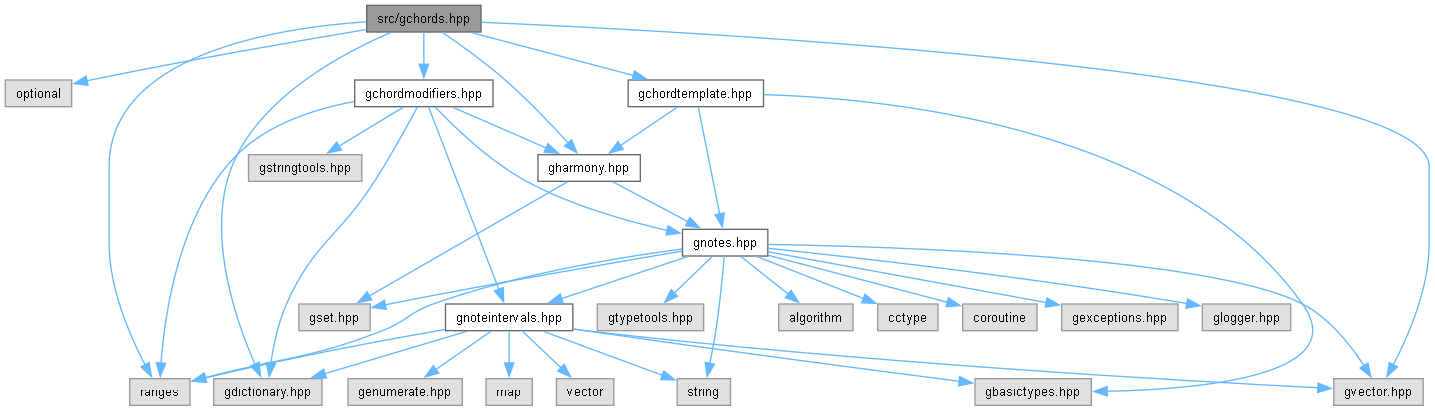 src/gchords.hpp
optional
gchordmodifiers.hpp
gchordtemplate.hpp
gstringtools.hpp
gharmony.hpp
gnotes.hpp
gset.hpp
gnoteintervals.hpp
gtypetools.hpp
algorithm
cctype
coroutine
gexceptions.hpp
glogger.hpp
ranges
gdictionary.hpp
genumerate.hpp
map
vector
string
gbasictypes.hpp
gvector.hpp